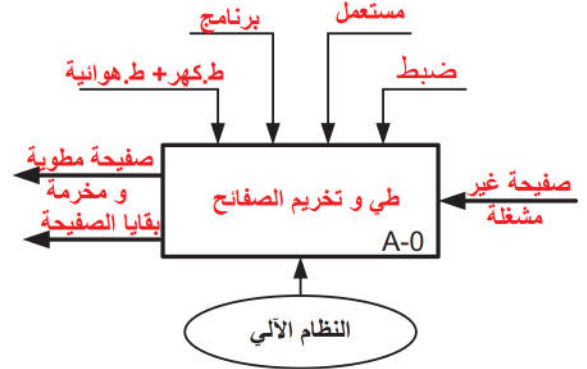 برنامج
مستعمل
ط.كهر+ ط.هوائية
ضبط
صفيحة غير
مشغلة
طي و تخريم الصفائح
A-0
صفيحة مطوية
و مخرمة
بقايا الصفيحة
النظام الآلي